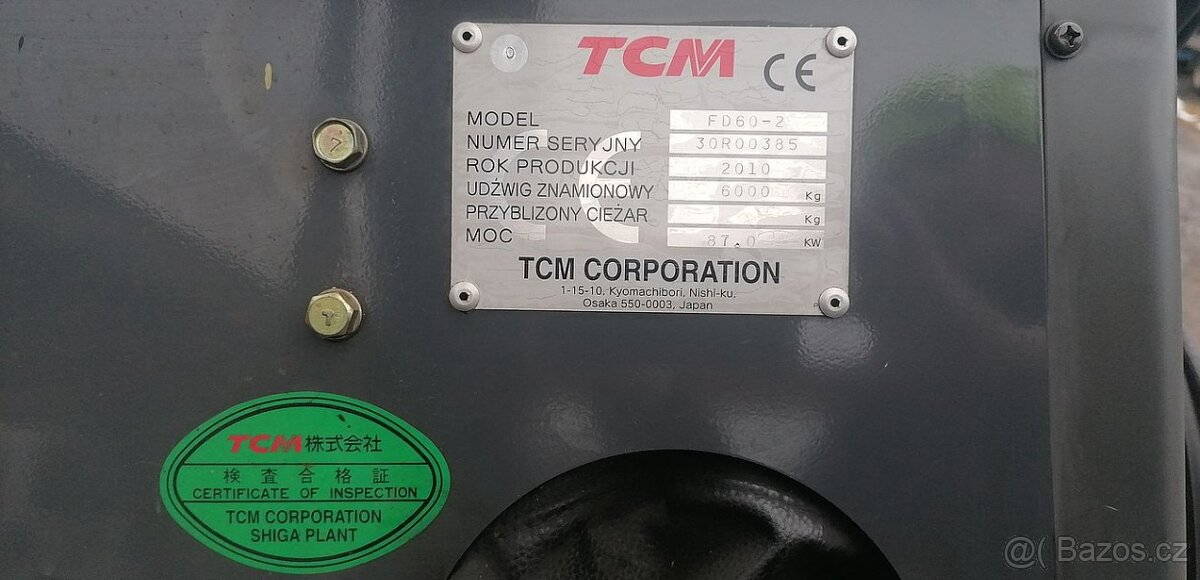 TCM CE
MODEL FD60-2
NUMER SERYJNY 30R00385
ROK PRODUKCJI 2010
UDŹWIG ZNAMIONOWY 6000 Kg
PRZYBLIZONY CIEŻAR Kg
MOC 87.0 KW
TCM CORPORATION
1-15-10, Kyomachibori, Nishi-ku,
Osaka 550-0003, Japan
7
7
TCM株式会社
検査合格証
CERTIFICATE OF INSPECTION
TCM CORPORATION
SHIGA PLANT
@( Bazos.cz